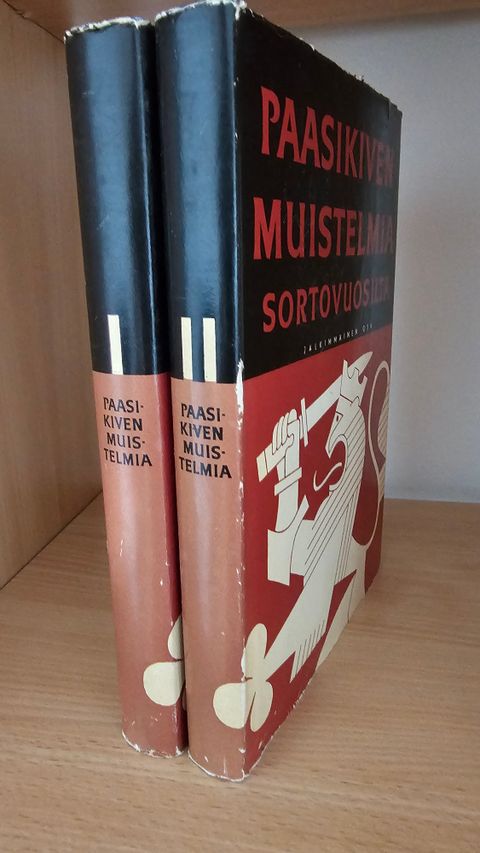 I
PAASI-
KIVEN
MUIS-
TELMIA
II
PAASI-
KIVEN
MUIS-
TELMIA
PAASIKIVEN
MUISTELMIA
SORTOVUOSILTA
JÄLKIMMÄINEN OSA